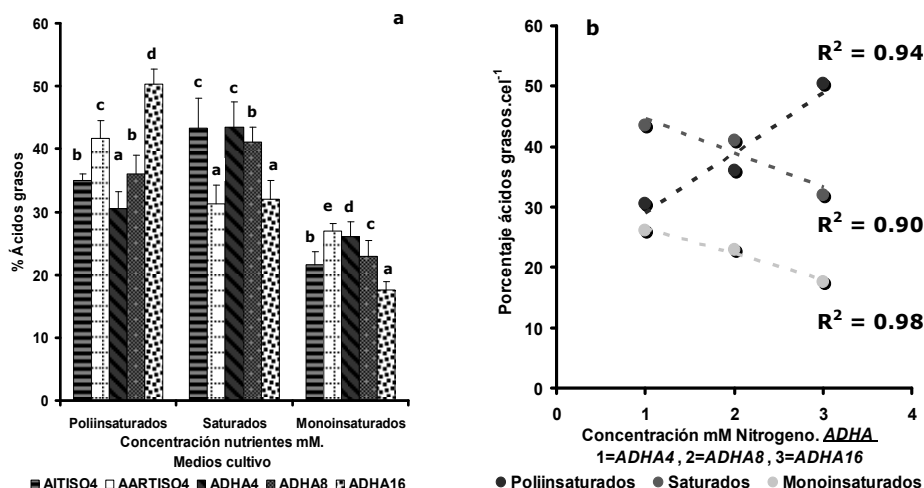 a
% Ácidos grasos
60
50
40
30
20
10
0
b
c
a
b
d
c
a
c
b
a
b
e
d
c
a
Poliinsaturados Saturados Monoinsaturados
Concentración nutrientes mM.
Medios cultivo
AITISO4 AARTISO4 ADHA4 ADHA8 ADHA16
b
Porcentaje ácidos grasos.cel-1
60
50
40
30
20
10
0
R2 = 0.94
R2 = 0.90
R2 = 0.98
0 1 2 3 4
Concentración mM Nitrogeno. ADHA
1=ADHA4 , 2=ADHA8 , 3=ADHA16
Poliinsaturados Saturados Monoinsaturados